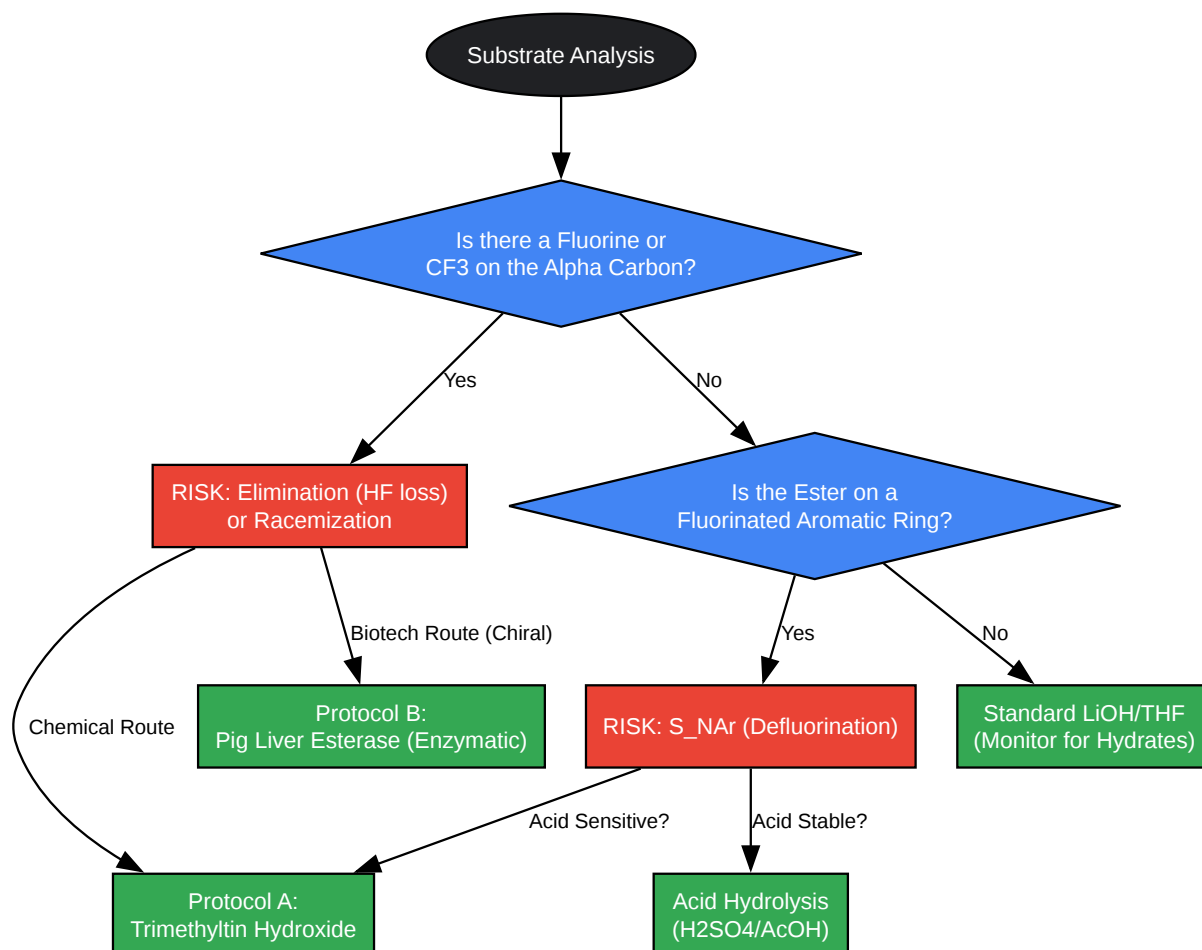 Substrate Analysis
Is there a Fluorine or
CF3 on the Alpha Carbon?
Yes
No
RISK: Elimination (HF loss)
or Racemization
Is the Ester on a
Fluorinated Aromatic Ring?
Biotech Route (Chiral)
Yes
No
Chemical Route
Protocol B:
Pig Liver Esterase (Enzymatic)
RISK: S_NAr (Defluorination)
Standard LiOH/THF
(Monitor for Hydrates)
Acid Sensitive?
Acid Stable?
Protocol A:
Trimethyltin Hydroxide
Acid Hydrolysis
(H2SO4/AcOH)